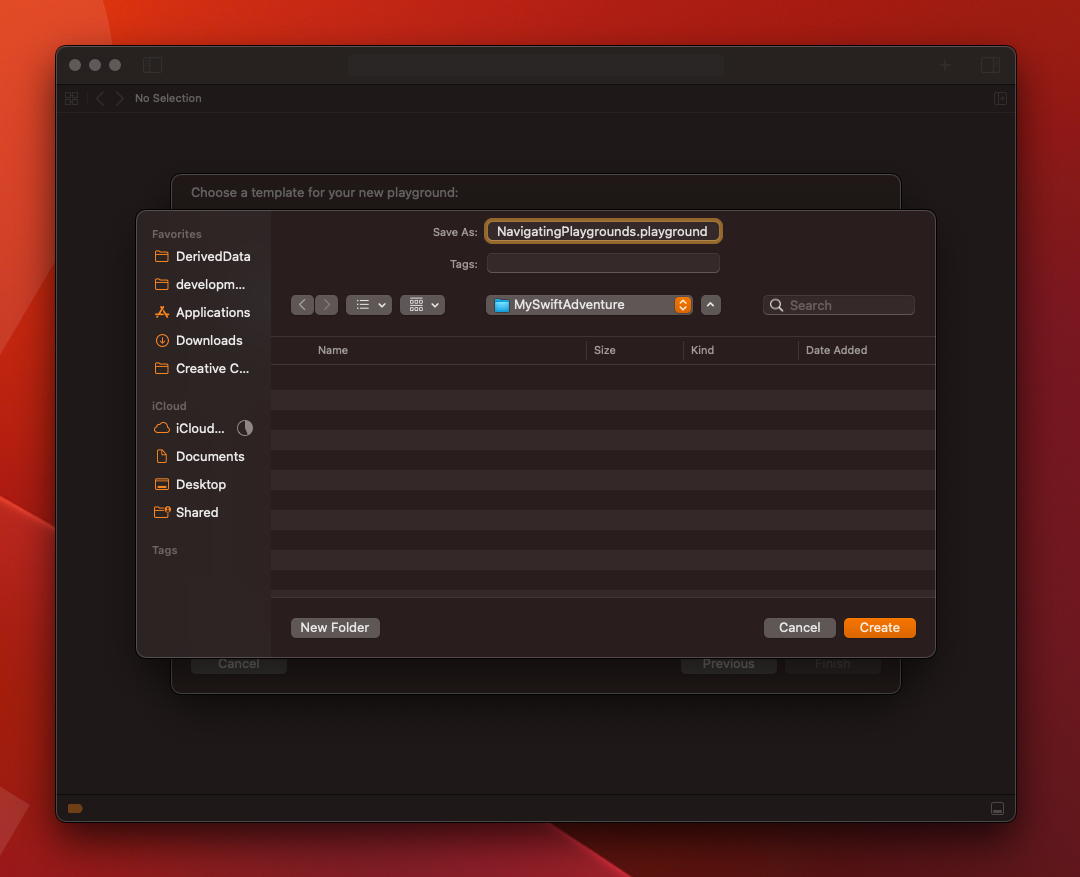 No Selection
Choose a template for your new playground:
Favorites
DerivedData
developm...
Applications
Downloads
Creative C...
iCloud
iCloud...
Documents
Desktop
Shared
Tags
Save As: NavigatingPlaygrounds.playground
Tags:
MySwiftAdventure
Search
Name Size Kind Date Added
New Folder Cancel Create
Cancel Previous Finish